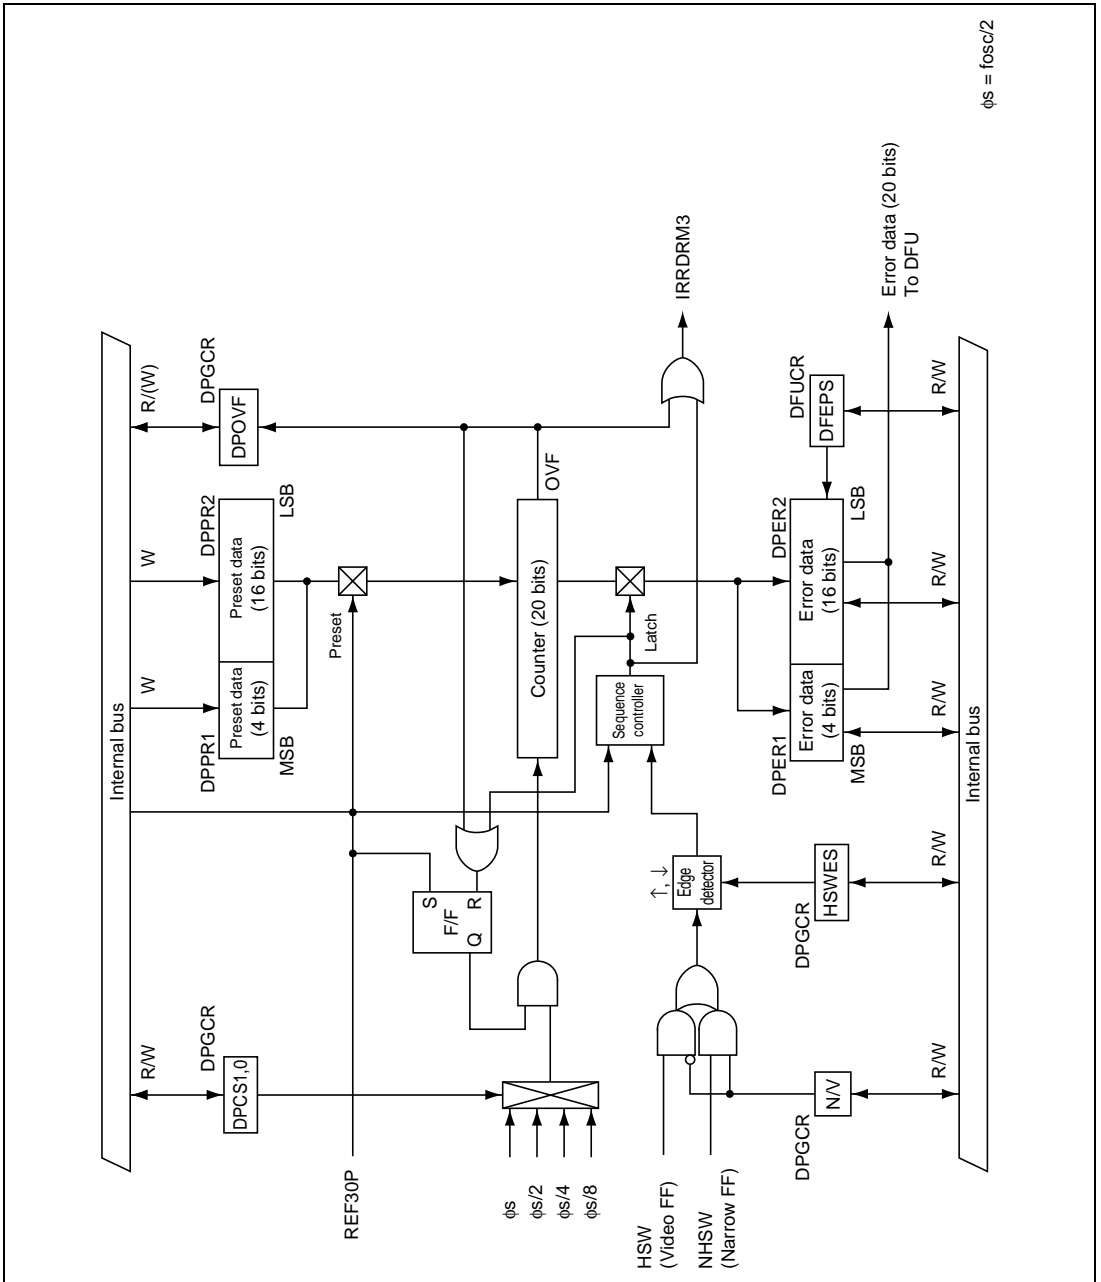 Internal bus
R/W
DPGCR
DPCS1,0
W
DPPR1
Preset data
(4 bits)
MSB
W
DPPR2
Preset data
(16 bits)
LSB
R/(W)
DPGCR
DPOVF
REF30P
Preset
S
F/F
Q
R
φs
φs/2
φs/4
φs/8
Counter (20 bits)
OVF
Sequence
controller
Latch
IRRDRM3
HSW
(Video FF)
NHSW
(Narrow FF)
↑, ↓
Edge
detector
DPGCR
N/V
R/W
DPGCR
HSWES
R/W
DPER1
Error data
(4 bits)
MSB
R/W
DPER2
Error data
(16 bits)
LSB
R/W
DFUCR
DFEPS
R/W
Error data (20 bits)
To DFU
Internal bus
φs = fosc/2